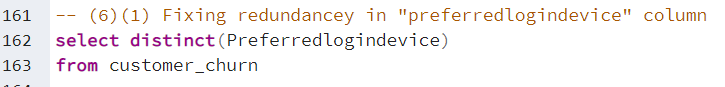 161 -- (6)(1) Fixing redundancey in "preferredlogindevice" column
162 select distinct(Preferredlogindevice)
163 from customer_churn